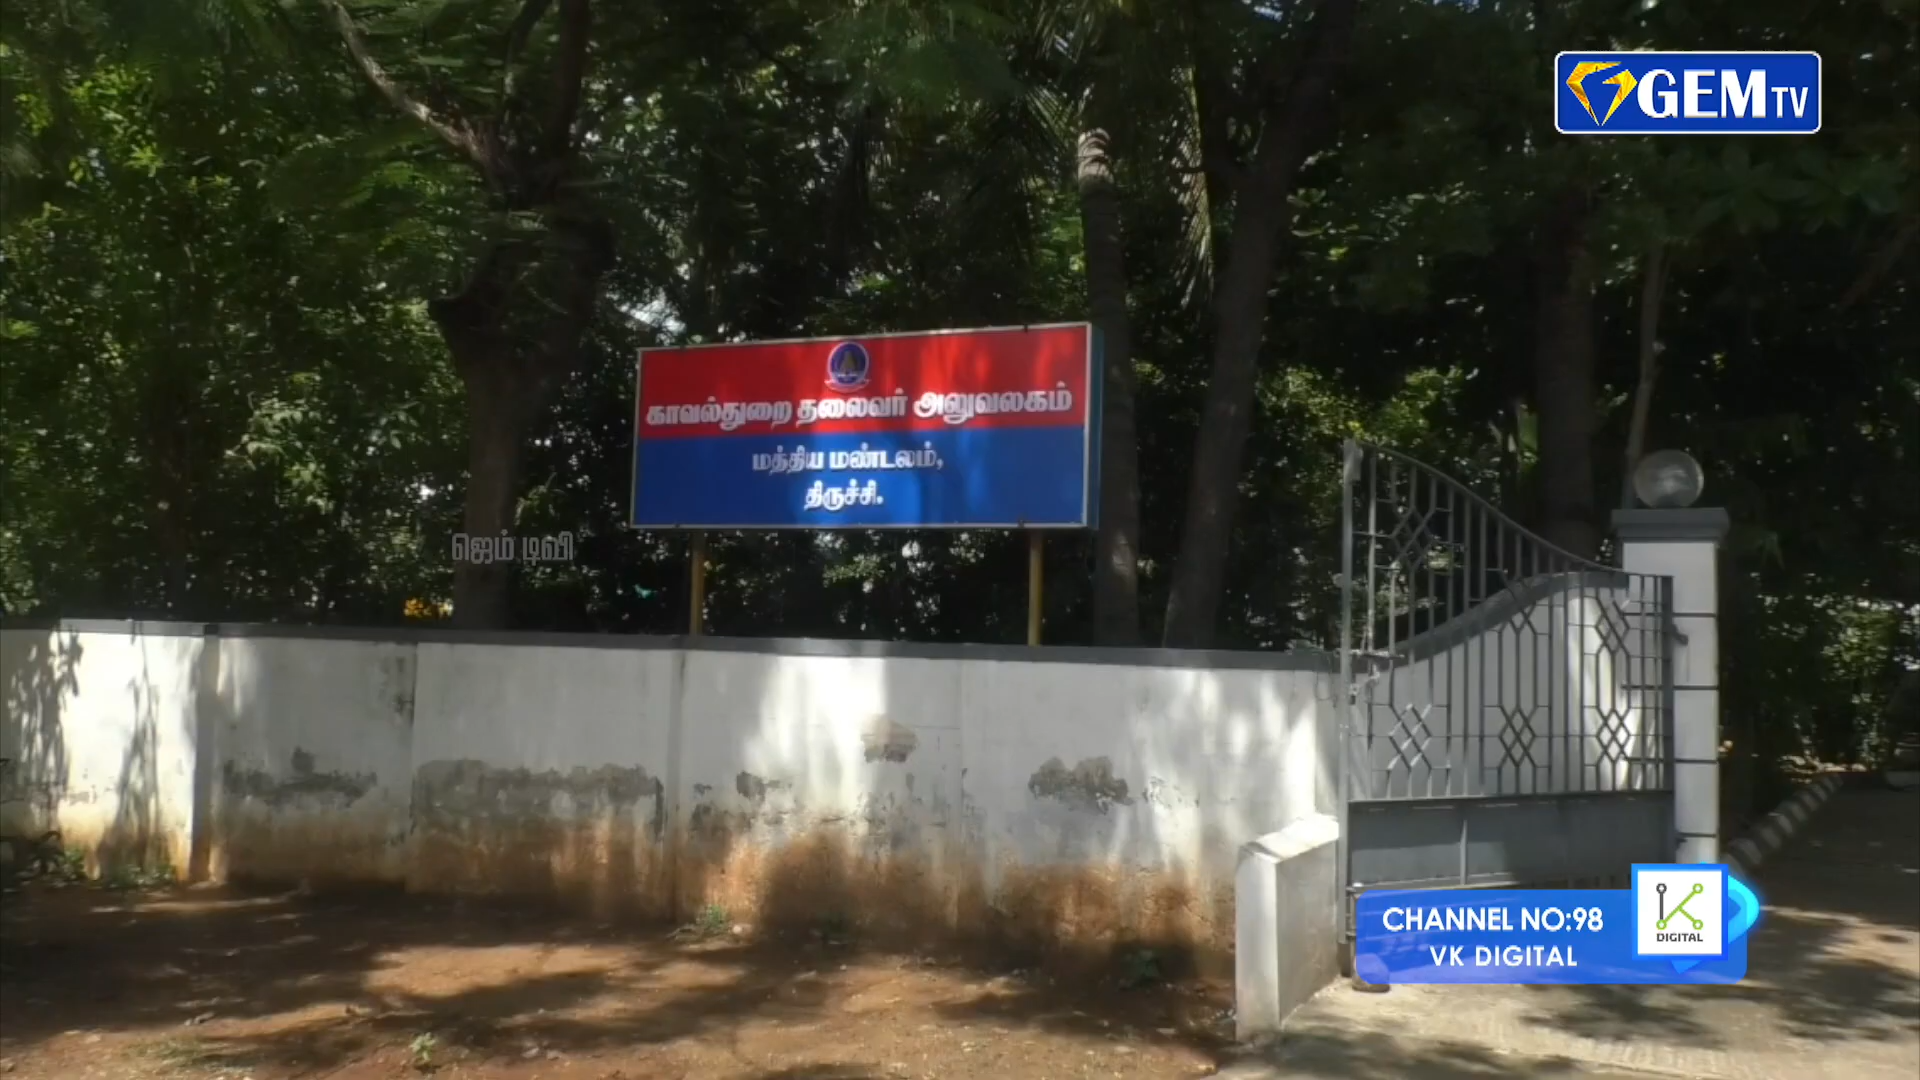 GEM TV
காவல்துறை தலைவர் அலுவலகம்
மத்திய மண்டலம்,
திருச்சி.
ஜெம் டிவி
CHANNEL NO:98
VK DIGITAL
K
DIGITAL